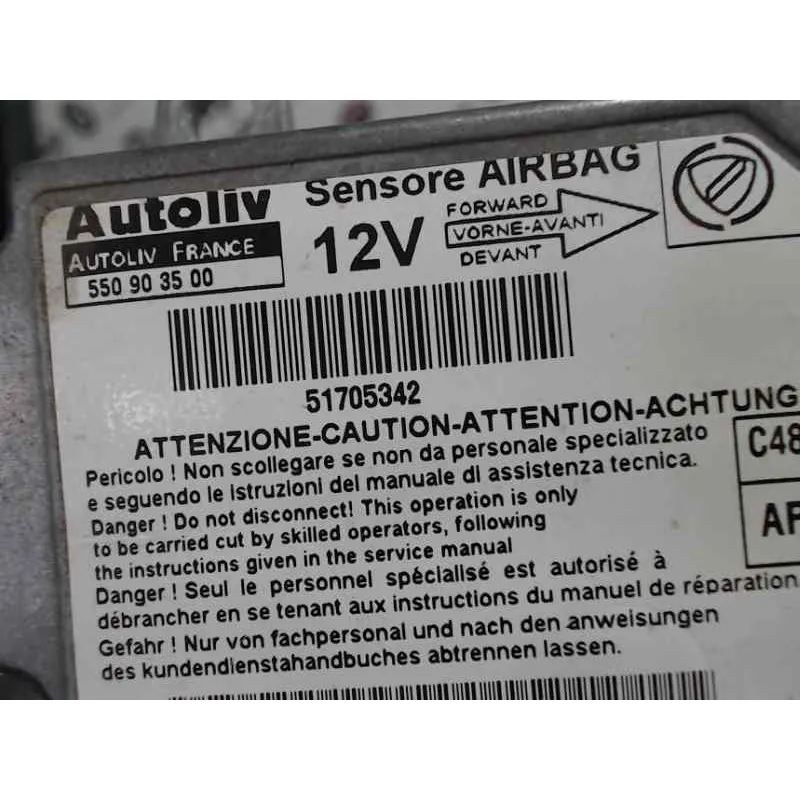 Autoliv
AUTOLIV FRANCE
550 90 35 00
Sensore AIRBAG
12V
FORWARD
VORNE-AVANTI
DEVANT
51705342
ATTENZIONE-CAUTION-ATTENTION-ACHTUNG
Pericolo ! Non scollegare se non da personale specializzato
e seguendo le istruzioni del manuale di assistenza tecnica.
Danger ! Do not disconnect! This operation is only
to be carried cut by skilled operators, following
the instructions given in the service manual
Danger ! Seul le personnel spécialisé est autorisé à
débrancher en se tenant aux instructions du manuel de réparation
Gefahr ! Nur von fachpersonal und nach den anweisungen
des kundendienstahandbuches abtrennen lassen.
C48